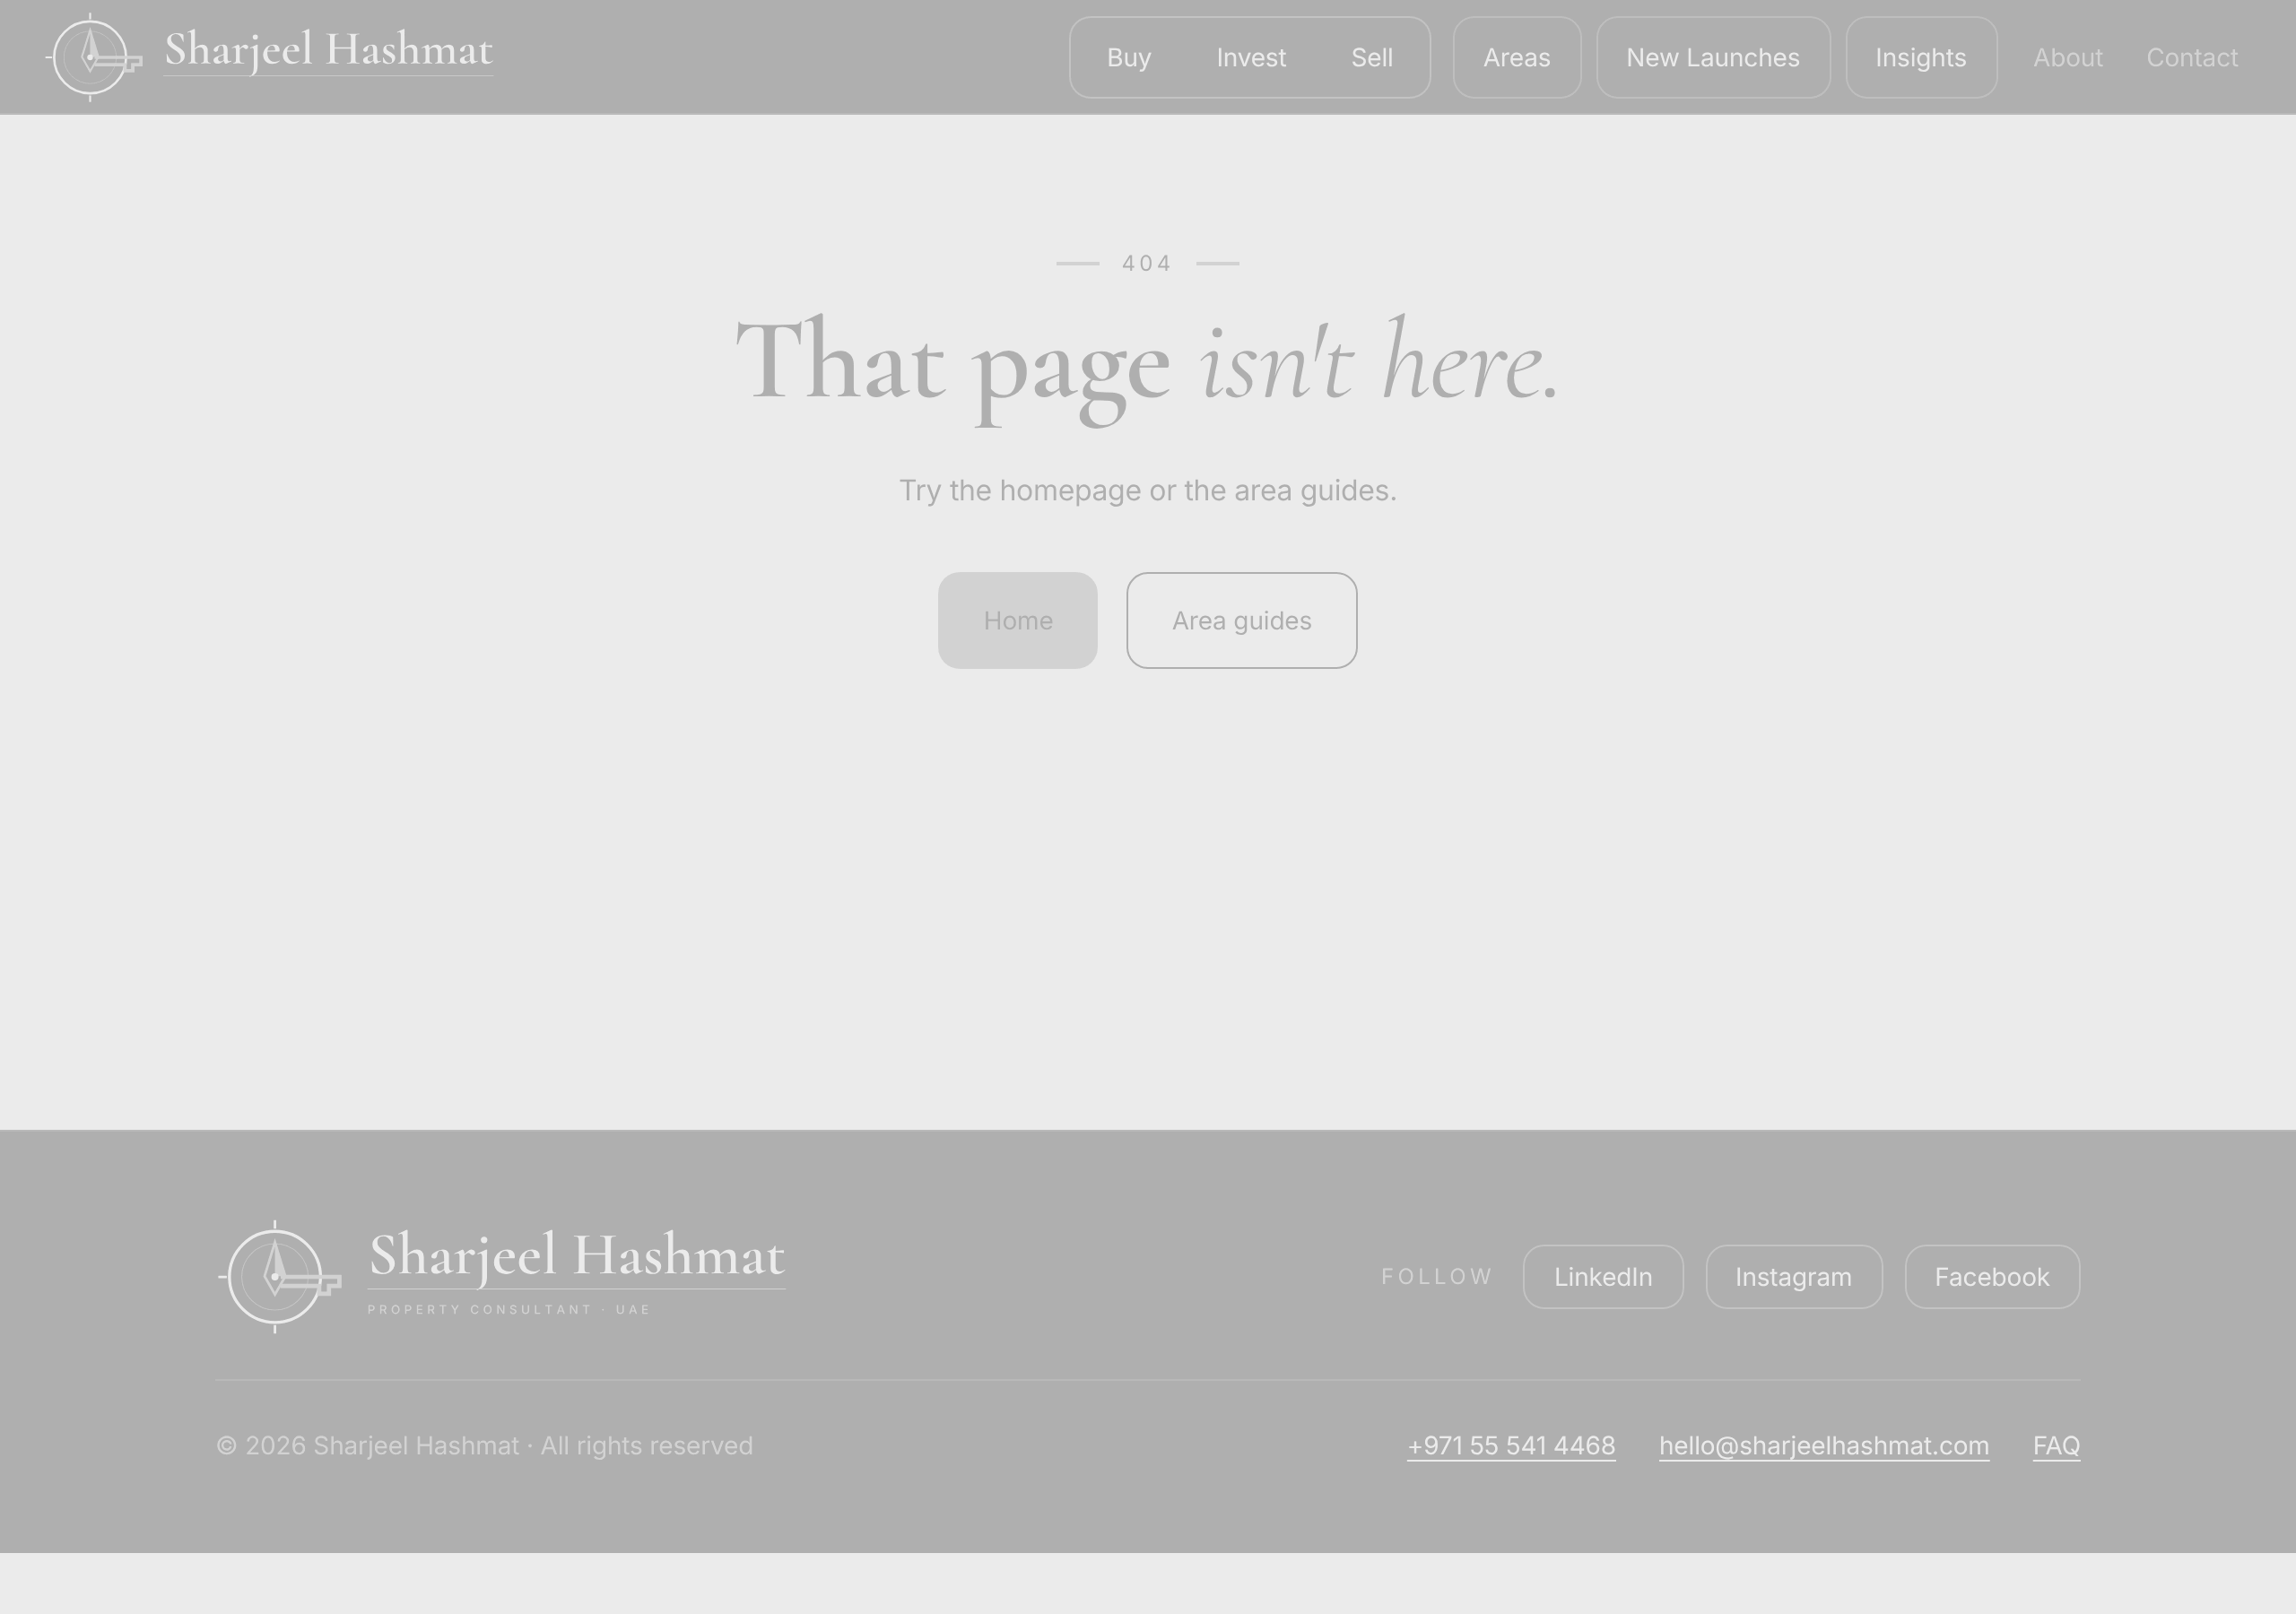 Sharjeel Hashmat
Buy Invest Sell Areas New Launches Insights About Contact
404
That page isn't here.
Try the homepage or the area guides.
Home Area guides
Sharjeel Hashmat
PROPERTY CONSULTANT · UAE
FOLLOW LinkedIn Instagram Facebook
© 2026 Sharjeel Hashmat · All rights reserved
+971 55 541 4468 hello@sharjeelhashmat.com FAQ